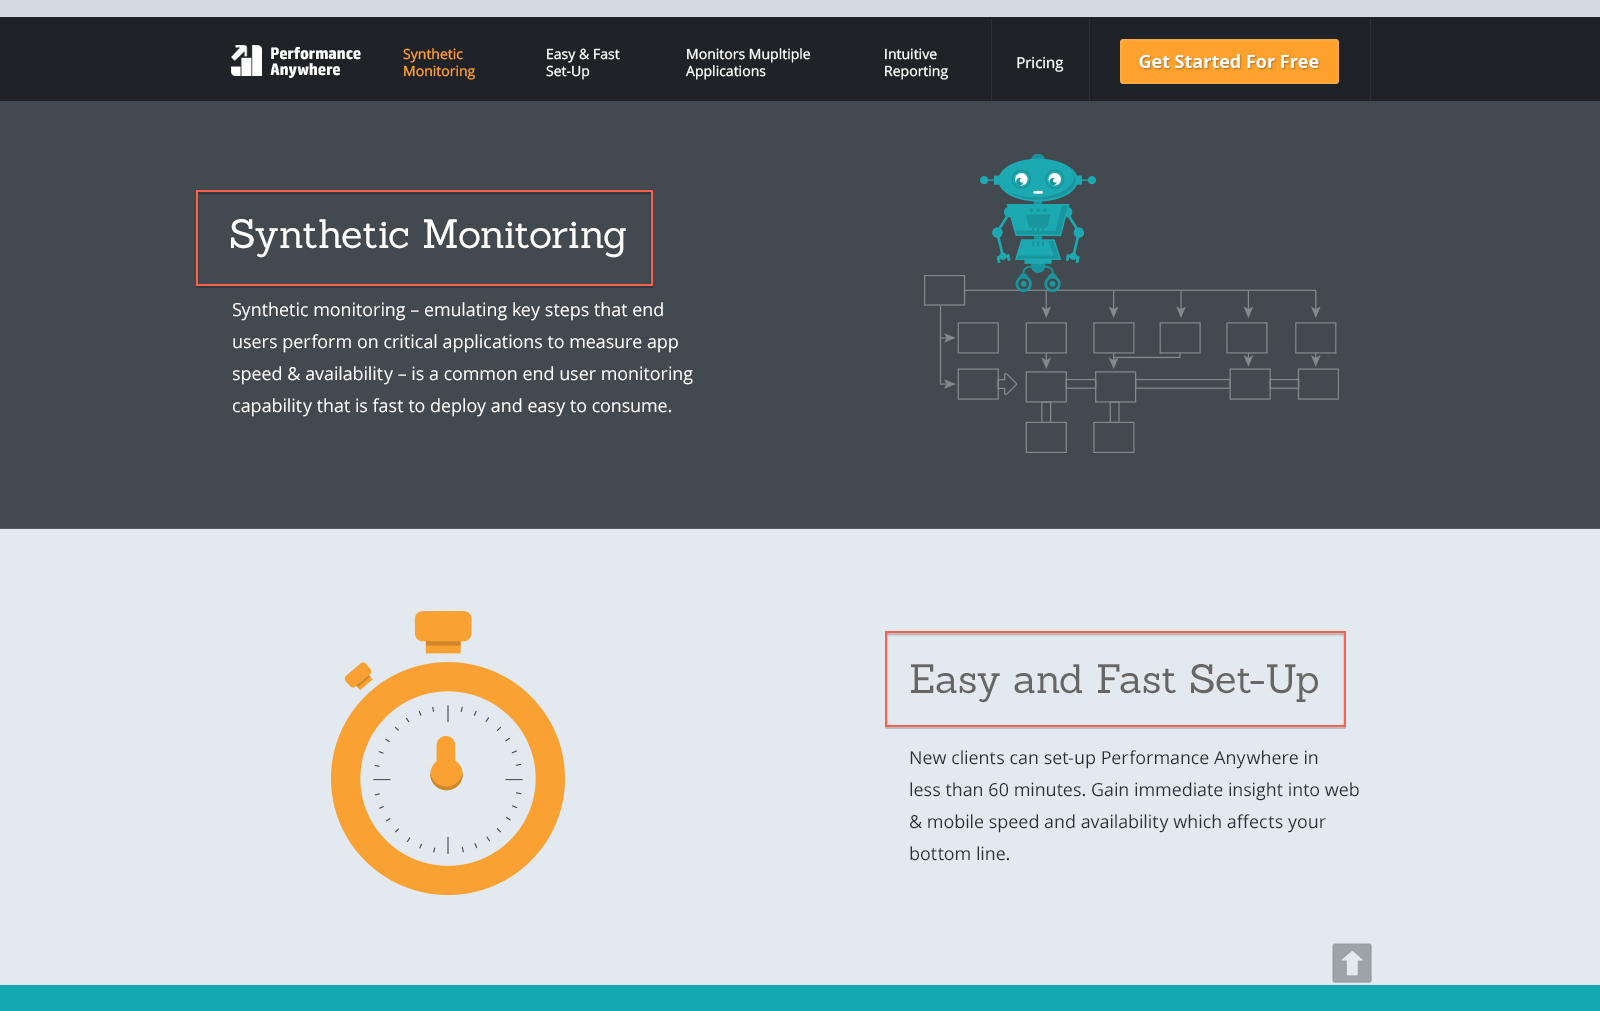 Performance
Anywhere
Synthetic
Monitoring
Easy & Fast
Set-Up
Monitors Mupltiple
Applications
Intuitive
Reporting
Pricing
Get Started For Free
Synthetic Monitoring
Synthetic monitoring – emulating key steps that end
users perform on critical applications to measure app
speed & availability – is a common end user monitoring
capability that is fast to deploy and easy to consume.
Easy and Fast Set-Up
New clients can set-up Performance Anywhere in
less than 60 minutes. Gain immediate insight into web
& mobile speed and availability which affects your
bottom line.